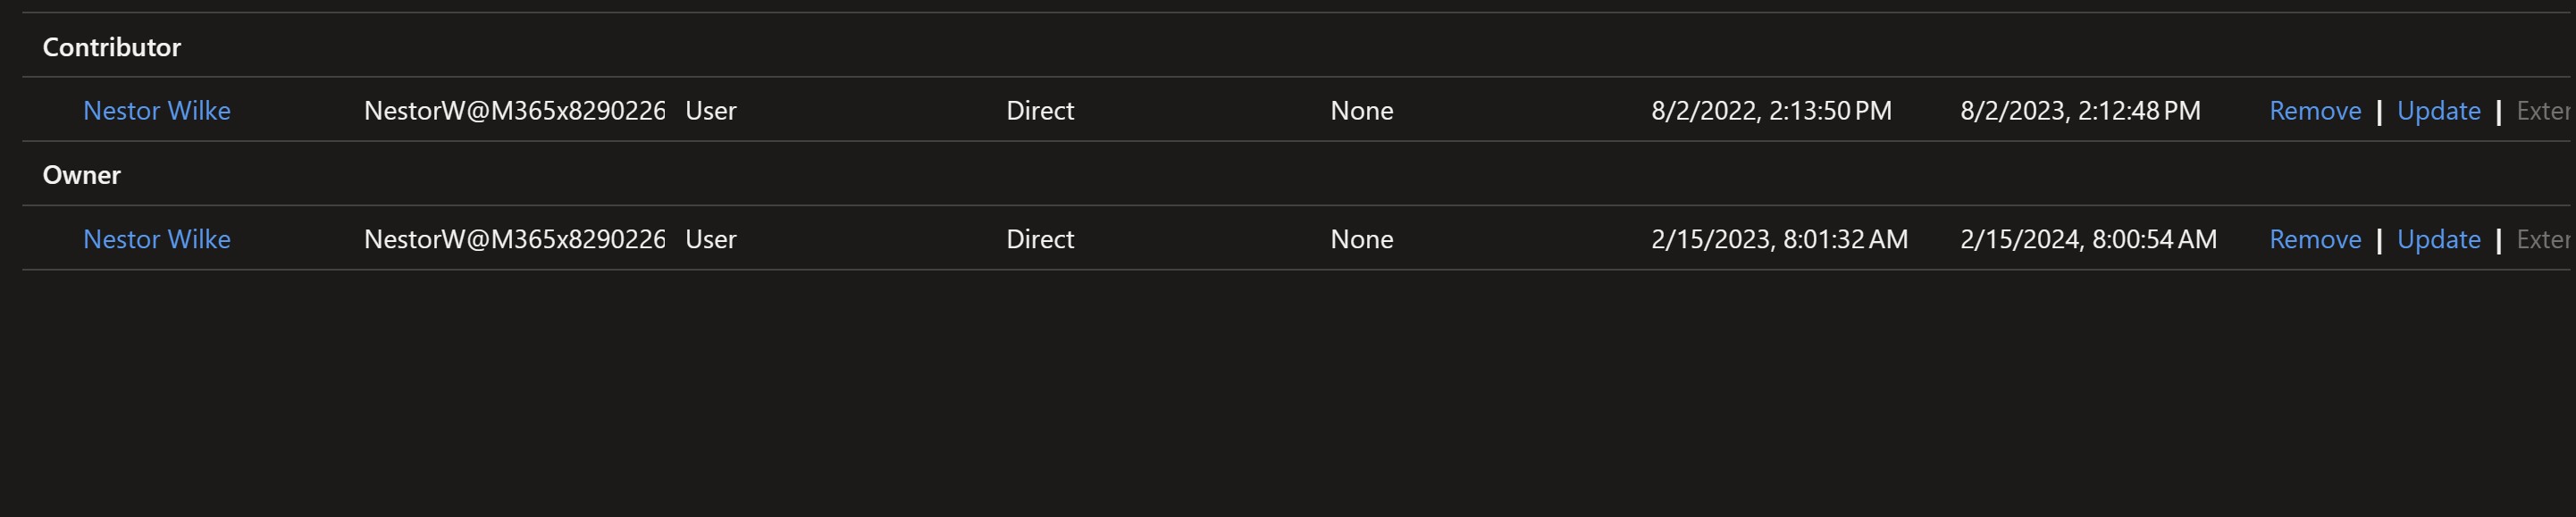 Contributor
Nestor Wilke NestorW@M365x8290226 User Direct None 8/2/2022, 2:13:50 PM 8/2/2023, 2:12:48 PM Remove | Update | Exter
Owner
Nestor Wilke NestorW@M365x8290226 User Direct None 2/15/2023, 8:01:32 AM 2/15/2024, 8:00:54 AM Remove | Update | Exter